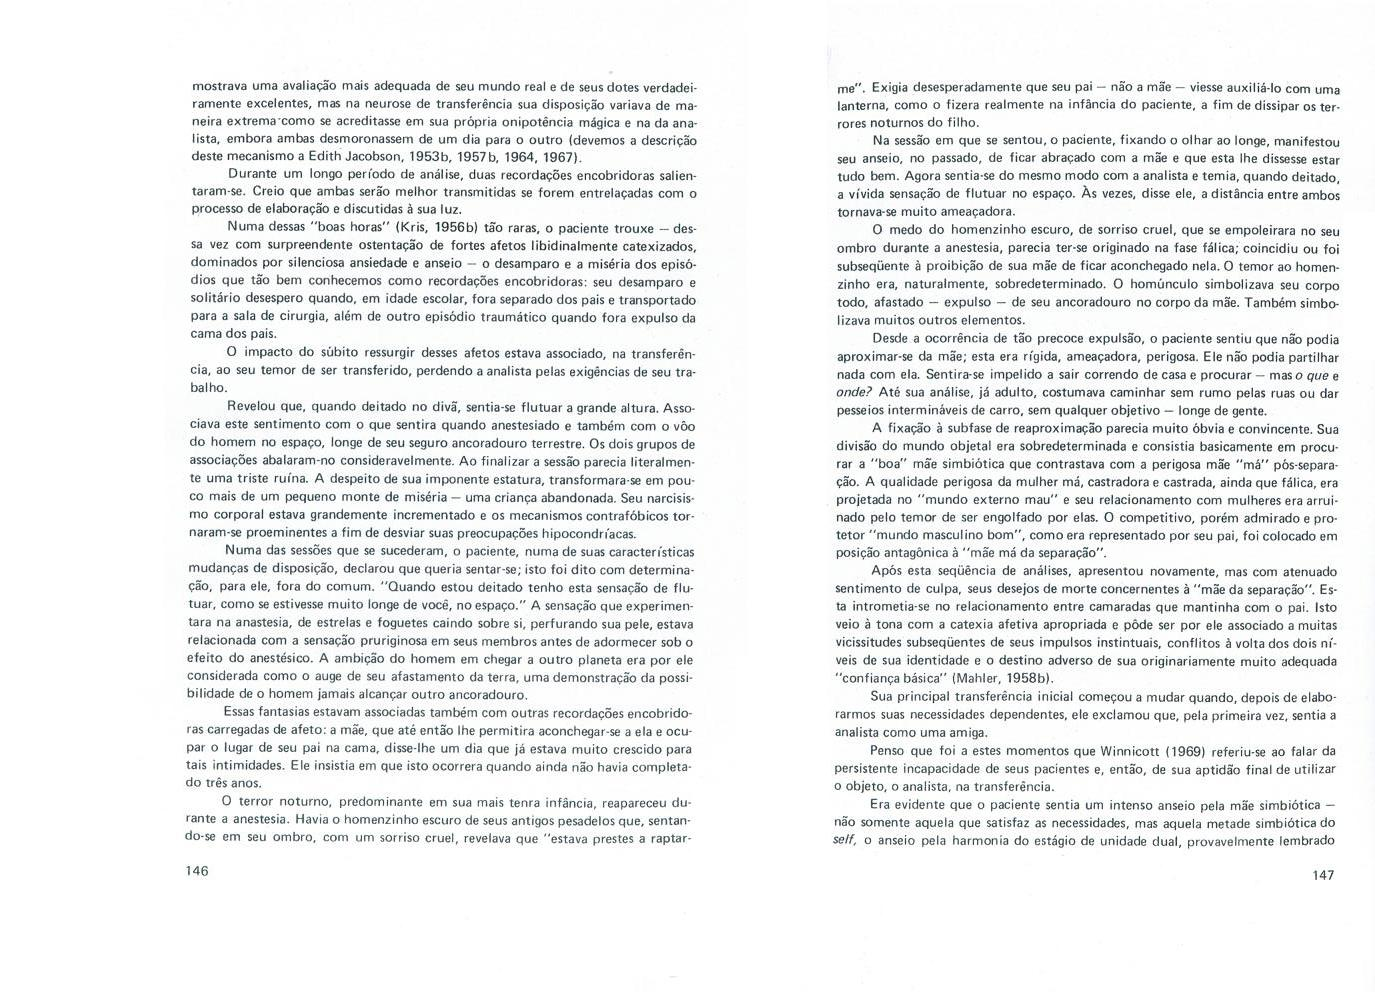 mostrava uma avaliação mais adequada de seu mundo real e de seus dotes verdadei-
ramente excelentes, mas na neurose de transferência sua disposição variava de ma-
neira extrema como se acreditasse em sua própria onipotência mágica e na da ana-
lista, embora ambas desmoronassem de um dia para o outro (devemos a descrição
deste mecanismo a Edith Jacobson, 1953b, 1957b, 1964, 1967).
Durante um longo período de análise, duas recordações encobridoras salien-
taram-se. Creio que ambas serão melhor transmitidas se forem entrelaçadas com o
processo de elaboração e discutidas à sua luz.
Numa dessas "boas horas" (Kris, 1956b) tão raras, o paciente trouxe — des-
sa vez com surpreendente ostentação de fortes afetos libidinalmente catexizados,
dominados por silenciosa ansiedade e anseio — o desamparo e a miséria dos episó-
dios que tão bem conhecemos como recordações encobridoras: seu desamparo e
solitário desespero quando, em idade escolar, fora separado dos pais e transportado
para a sala de cirurgia, além de outro episódio traumático quando fora expulso da
cama dos pais.
O impacto do súbito ressurgir desses afetos estava associado, na transferên-
cia, ao seu temor de ser transferido, perdendo a analista pelas exigências de seu tra-
balho.
Revelou que, quando deitado no divã, sentia-se flutuar a grande altura. Asso-
ciava este sentimento com o que sentira quando anestesiado e também com o vôo
do homem no espaço, longe de seu seguro ancoradouro terrestre. Os dois grupos de
associações abalaram-no consideravelmente. Ao finalizar a sessão parecia literalmen-
te uma triste ruína. A despeito de sua imponente estatura, transformara-se em pou-
co mais de um pequeno monte de miséria — uma criança abandonada. Seu narcisis-
mo corporal estava grandemente incrementado e os mecanismos contrafóbicos tor-
naram-se proeminentes a fim de desviar suas preocupações hipocondríacas.
Numa das sessões que se sucederam, o paciente, numa de suas características
mudanças de disposição, declarou que queria sentar-se; isto foi dito com determina-
ção, para ele, fora do comum. "Quando estou deitado tenho esta sensação de flu-
tuar, como se estivesse muito longe de você, no espaço." A sensação que experimen-
tara na anastesia, de estrelas e foguetes caindo sobre si, perfurando sua pele, estava
relacionada com a sensação pruriginosa em seus membros antes de adormecer sob o
efeito do anestésico. A ambição do homem em chegar a outro planeta era por ele
considerada como o auge de seu afastamento da terra, uma demonstração da possi-
bilidade de o homem jamais alcançar outro ancoradouro.
Essas fantasias estavam associadas também com outras recordações encobrido-
ras carregadas de afeto: a mãe, que até então lhe permitira aconchegar-se a ela e ocu-
par o lugar de seu pai na cama, disse-lhe um dia que já estava muito crescido para
tais intimidades. Ele insistia em que isto ocorrera quando ainda não havia completa-
do três anos.
O terror noturno, predominante em sua mais tenra infância, reapareceu du-
rante a anestesia. Havia o homenzinho escuro de seus antigos pesadelos que, sentan-
do-se em seu ombro, com um sorriso cruel, revelava que "estava prestes a raptar-
146
me". Exigia desesperadamente que seu pai — não a mãe — viesse auxiliá-lo com uma
lanterna, como o fizera realmente na infância do paciente, a fim de dissipar os ter-
rores noturnos do filho.
Na sessão em que se sentou, o paciente, fixando o olhar ao longe, manifestou
seu anseio, no passado, de ficar abraçado com a mãe e que esta lhe dissesse estar
tudo bem. Agora sentia-se do mesmo modo com a analista e temia, quando deitado,
a vívida sensação de flutuar no espaço. Às vezes, disse ele, a distância entre ambos
tornava-se muito ameaçadora.
O medo do homenzinho escuro, de sorriso cruel, que se empoleirara no seu
ombro durante a anestesia, parecia ter-se originado na fase fálica; coincidiu ou foi
subseqüente à proibição de sua mãe de ficar aconchegado nela. O temor ao homen-
zinho era, naturalmente, sobredeterminado. O homúnculo simbolizava seu corpo
todo, afastado — expulso — de seu ancoradouro no corpo da mãe. Também simbo-
lizava muitos outros elementos.
Desde a ocorrência de tão precoce expulsão, o paciente sentiu que não podia
aproximar-se da mãe; esta era rígida, ameaçadora, perigosa. Ele não podia partilhar
nada com ela. Sentira-se impelido a sair correndo de casa e procurar — mas o que e
onde? Até sua análise, já adulto, costumava caminhar sem rumo pelas ruas ou dar
pesseios intermináveis de carro, sem qualquer objetivo — longe de gente.
A fixação à subfase de reaproximação parecia muito óbvia e convincente. Sua
divisão do mundo objetal era sobredeterminada e consistia basicamente em procu-
rar a "boa" mãe simbiótica que contrastava com a perigosa mãe "má" pós-separa-
ção. A qualidade perigosa da mulher má, castradora e castrada, ainda que fálica, era
projetada no "mundo externo mau" e seu relacionamento com mulheres era arrui-
nado pelo temor de ser engolfado por elas. O competitivo, porém admirado e pro-
tetor "mundo masculino bom", como era representado por seu pai, foi colocado em
posição antagônica à "mãe má da separação".
Após esta seqüência de análises, apresentou novamente, mas com atenuado
sentimento de culpa, seus desejos de morte concernentes à "mãe da separação". Es-
ta intrometia-se no relacionamento entre camaradas que mantinha com o pai. Isto
veio à tona com a catexia afetiva apropriada e pôde ser por ele associado a muitas
vicissitudes subseqüentes de seus impulsos instintuais, conflitos à volta dos dois ní-
veis de sua identidade e o destino adverso de sua originariamente muito adequada
"confiança básica" (Mahler, 1958b).
Sua principal transferência inicial começou a mudar quando, depois de elabo-
rarmos suas necessidades dependentes, ele exclamou que, pela primeira vez, sentia a
analista como uma amiga.
Penso que foi a estes momentos que Winnicott (1969) referiu-se ao falar da
persistente incapacidade de seus pacientes e, então, de sua aptidão final de utilizar
o objeto, o analista, na transferência.
Era evidente que o paciente sentia um intenso anseio pela mãe simbiótica —
não somente aquela que satisfaz as necessidades, mas aquela metade simbiótica do
self, o anseio pela harmonia do estágio de unidade dual, provavelmente lembrado
147